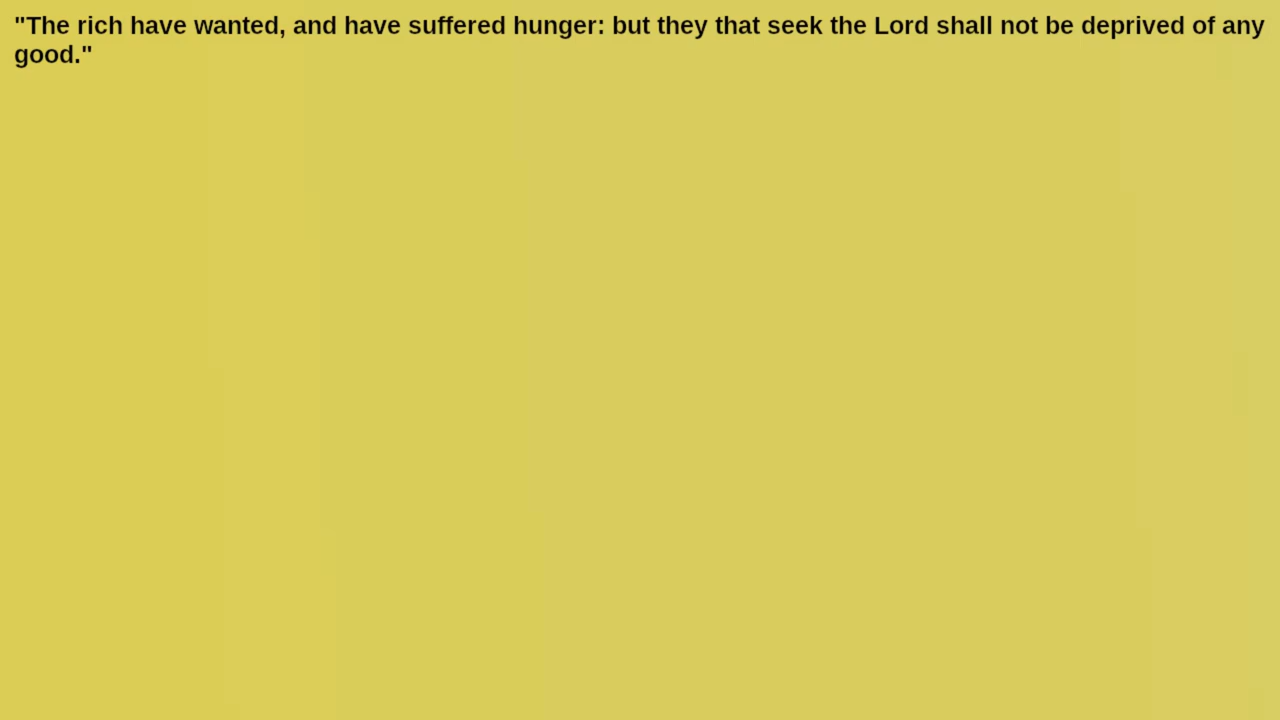 "The rich have wanted, and have suffered hunger: but they that seek the Lord shall not be deprived of any
good."